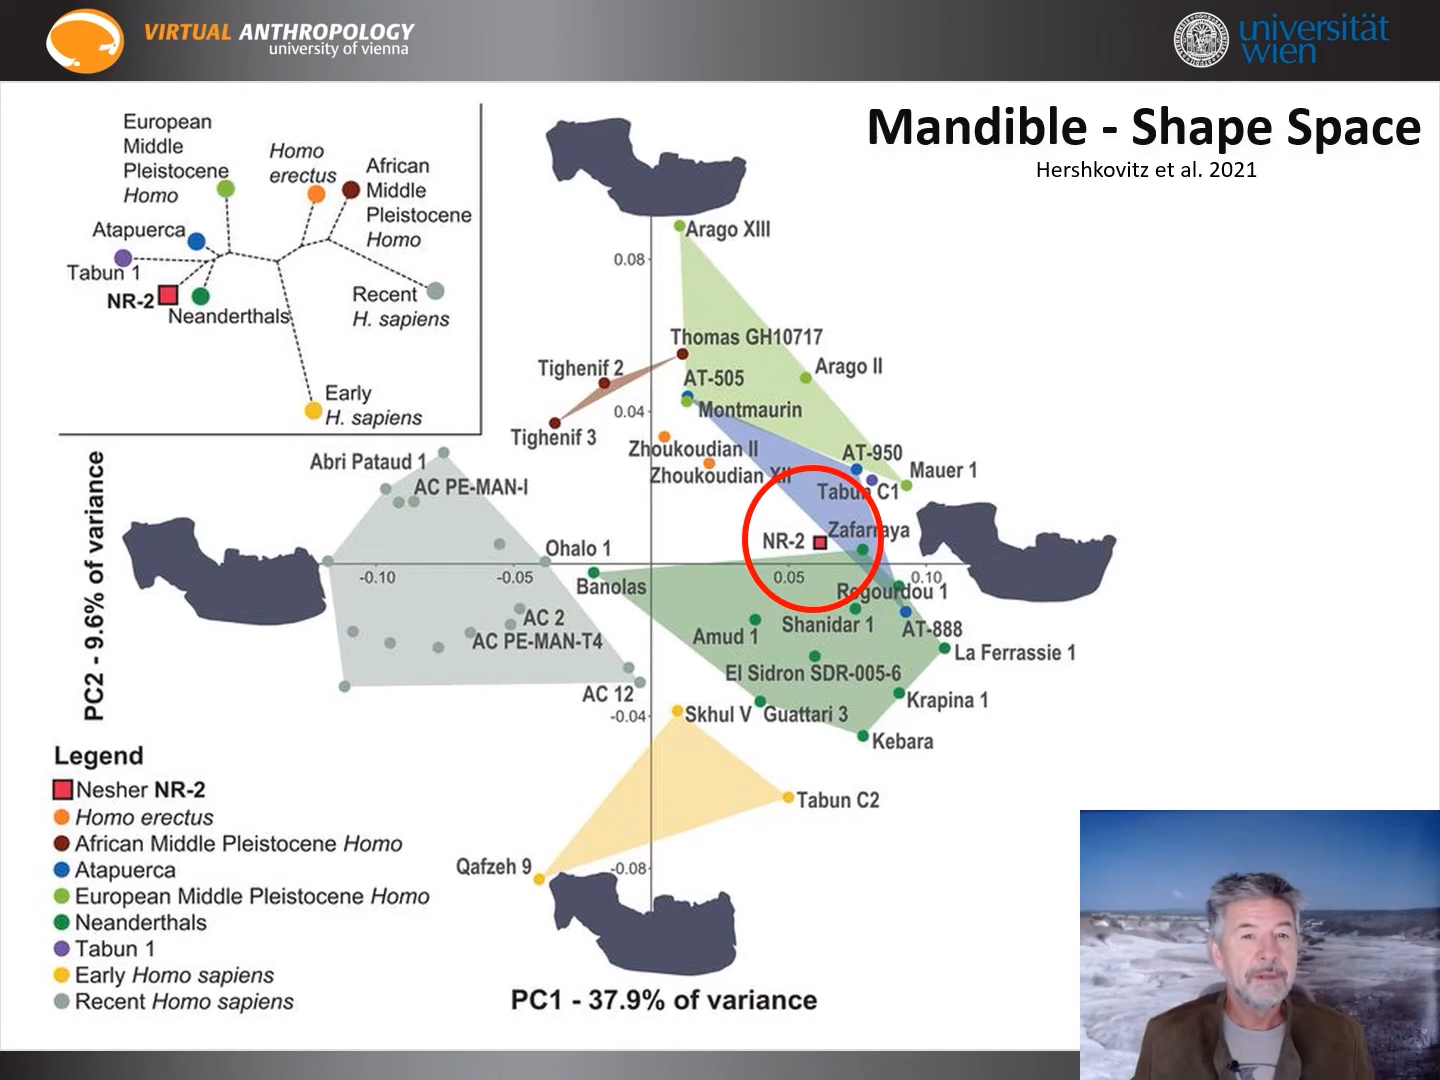 VIRTUAL ANTHROPOLOGY
university of vienna
universität
wien
Mandible - Shape Space
Hershkovitz et al. 2021
European
Middle
Pleistocene
Homo
Homo
erectus
African
Middle
Pleistocene
Homo
Atapuerca
Tabun 1
NR-2
Neanderthals
Recent
H. sapiens
Early
H. sapiens
Arago XIII
0.08
Thomas GH10717
Tighenif 2
Arago II
AT-505
0.04
Montmaurin
Tighenif 3
Zhoukoudian II
AT-950
Abri Pataud 1
Zhoukoudian XII
Mauer 1
AC PE-MAN-I
Tabun C1
Zafarraya
NR-2
Ohalo 1
-0.10
-0.05
0.05
0.10
Banolas
Regourdou 1
AC 2
Shanidar 1
AT-888
AC PE-MAN-T4
Amud 1
La Ferrassie 1
El Sidron SDR-005-6
AC 12
Krapina 1
-0.04
Skhul V
Guattari 3
Kebara
Tabun C2
Qafzeh 9
-0.08
PC2 - 9.6% of variance
PC1 - 37.9% of variance
Legend
Nesher NR-2
Homo erectus
African Middle Pleistocene Homo
Atapuerca
European Middle Pleistocene Homo
Neanderthals
Tabun 1
Early Homo sapiens
Recent Homo sapiens